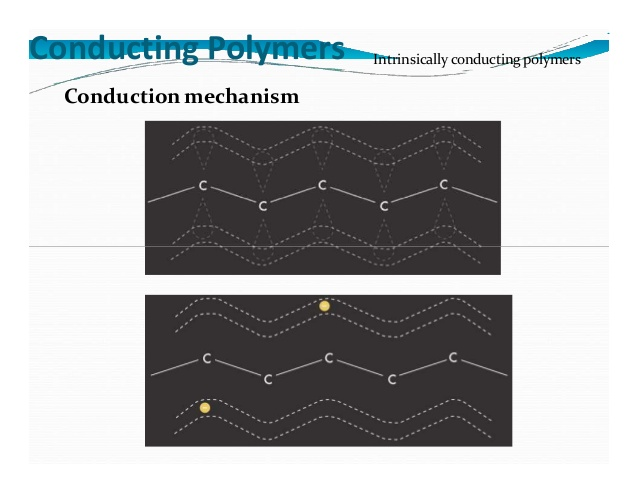 Conducting Polymers
Intrinsically conducting polymers
Conduction mechanism
C C C C C
C C C C C